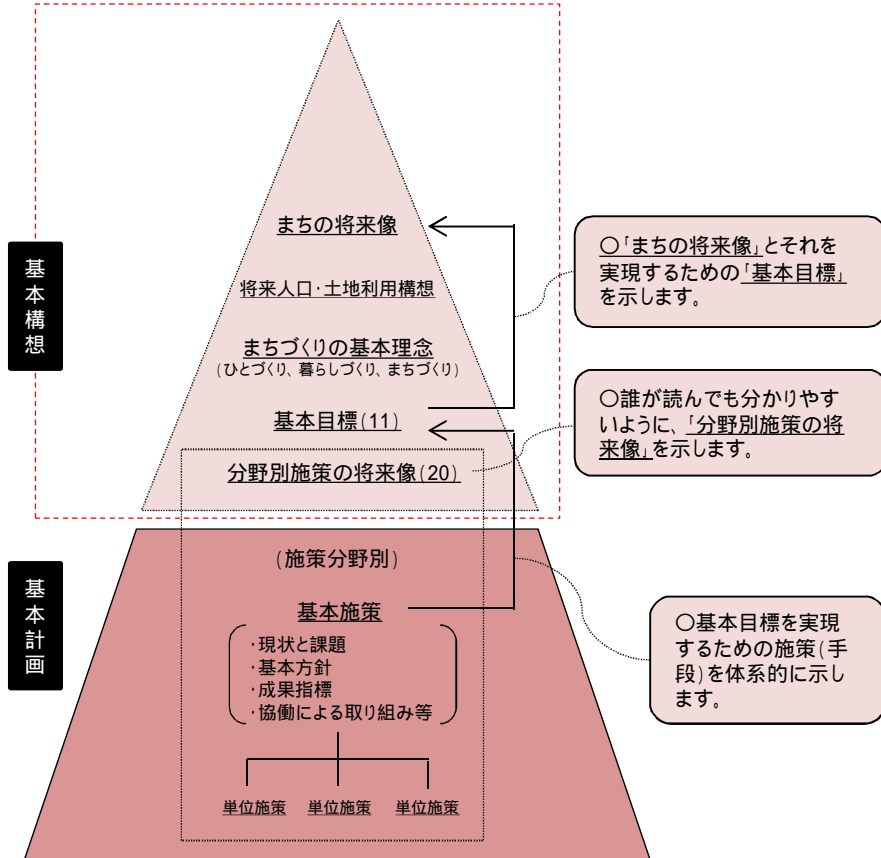 基本構想
まちの将来像
将来人口・土地利用構想
まちづくりの基本理念
(ひとづくり、暮らしづくり、まちづくり)
基本目標(11)
分野別施策の将来像(20)
〇「まちの将来像」とそれを
実現するための「基本目標」
を示します。
〇誰が読んでも分かりやす
いように、「分野別施策の将
来像」を示します。
基本計画
(施策分野別)
基本施策
・現状と課題
・基本方針
・成果指標
・協働による取り組み等
単位施策 単位施策 単位施策
〇基本目標を実現
するための施策(手
段)を体系的に示し
ます。